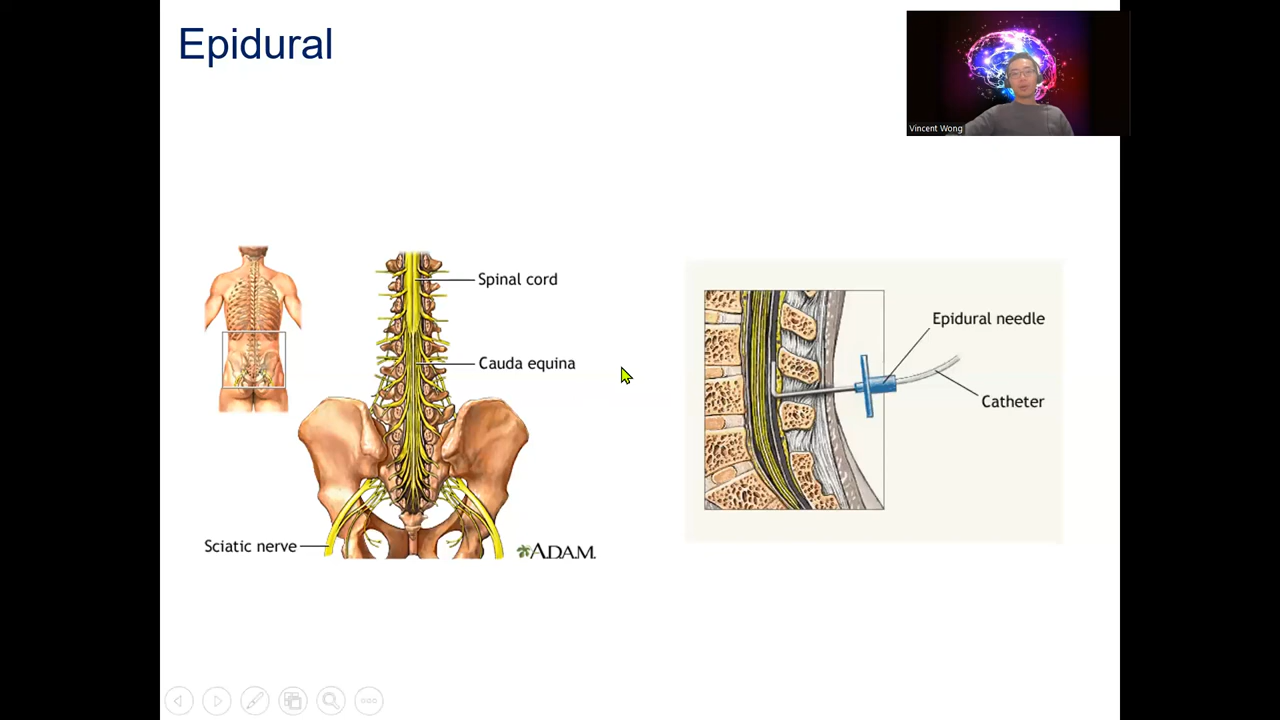 Epidural
Vincent Wong
Spinal cord
Cauda equina
Sciatic nerve
A.D.A.M.
Epidural needle
Catheter